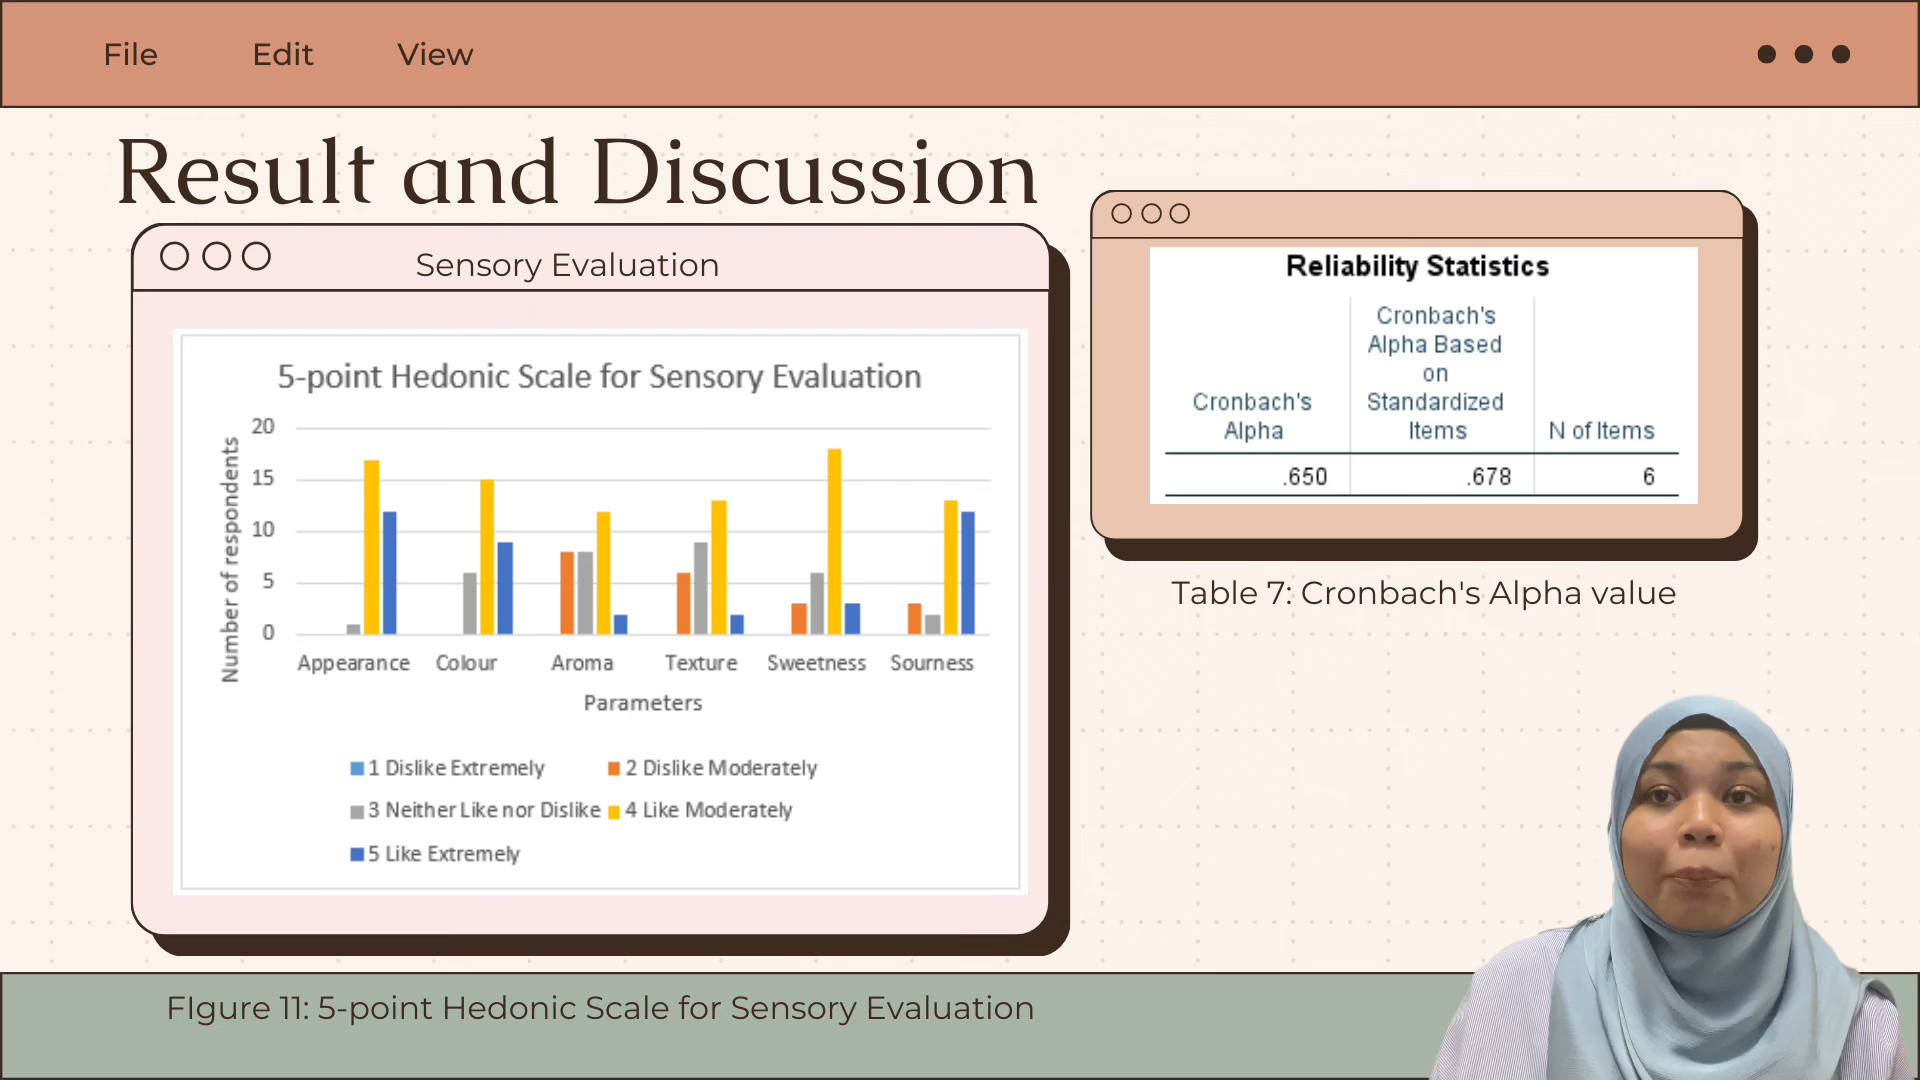 File Edit View
Result and Discussion
Sensory Evaluation
5-point Hedonic Scale for Sensory Evaluation
Number of respondents
20
15
10
5
0
Appearance Colour Aroma Texture Sweetness Sourness
Parameters
1 Dislike Extremely 2 Dislike Moderately
3 Neither Like nor Dislike 4 Like Moderately
5 Like Extremely
FIgure 11: 5-point Hedonic Scale for Sensory Evaluation
Reliability Statistics
Cronbach's
Alpha
Cronbach's
Alpha Based
on
Standardized
Items
N of Items
.650 .678 6
Table 7: Cronbach's Alpha value